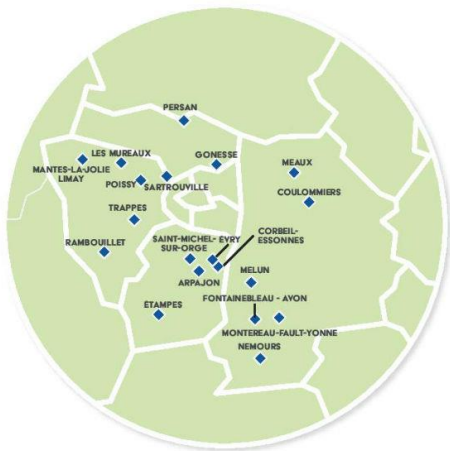 PERSAN
LES MUREAUX
GONESSE
MANTES-LA-JOLIE
LIMAY
POISSY
SARTROUVILLE
MEAUX
COULOMMIERS
TRAPPES
RAMBOUILLET
SAINT-MICHEL-
SUR-ORGE
ÉVRY
CORBEIL-
ESSONNES
ARPAJON
MELUN
FONTAINEBLEAU - AVON
ÉTAMPES
MONTEREAU-FAULT-YONNE
NEMOURS